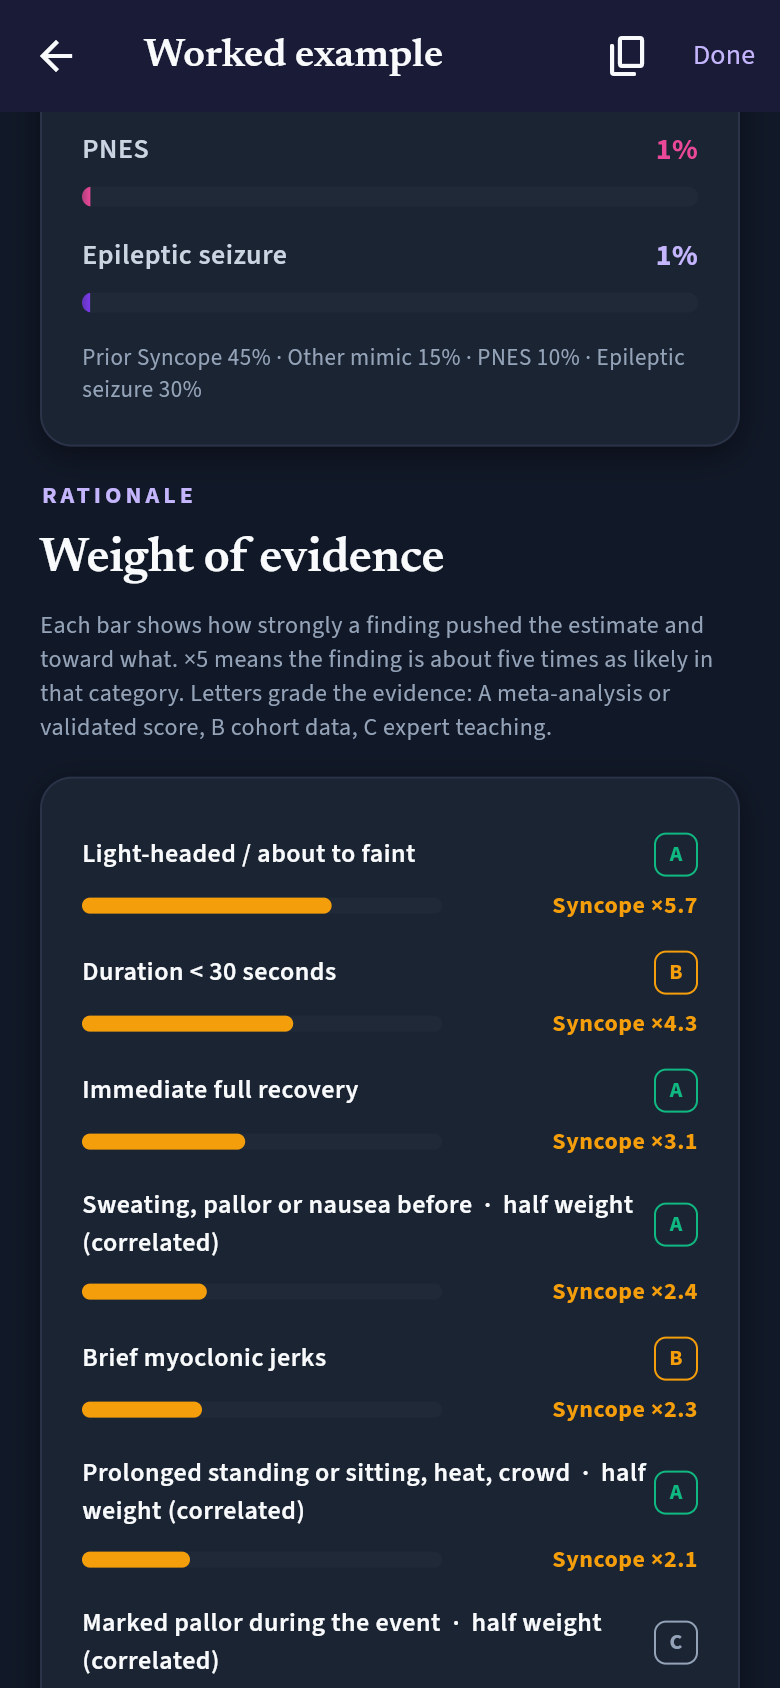 Worked example
Done
PNES
1%
Epileptic seizure
1%
Prior Syncope 45% · Other mimic 15% · PNES 10% · Epileptic
seizure 30%
RATIONALE
Weight of evidence
Each bar shows how strongly a finding pushed the estimate and
toward what. ×5 means the finding is about five times as likely in
that category. Letters grade the evidence: A meta-analysis or
validated score, B cohort data, C expert teaching.
Light-headed / about to faint
A
Syncope ×5.7
Duration < 30 seconds
B
Syncope ×4.3
Immediate full recovery
A
Syncope ×3.1
Sweating, pallor or nausea before · half weight
(correlated)
A
Syncope ×2.4
Brief myoclonic jerks
B
Syncope ×2.3
Prolonged standing or sitting, heat, crowd · half
weight (correlated)
A
Syncope ×2.1
Marked pallor during the event · half weight
(correlated)
C